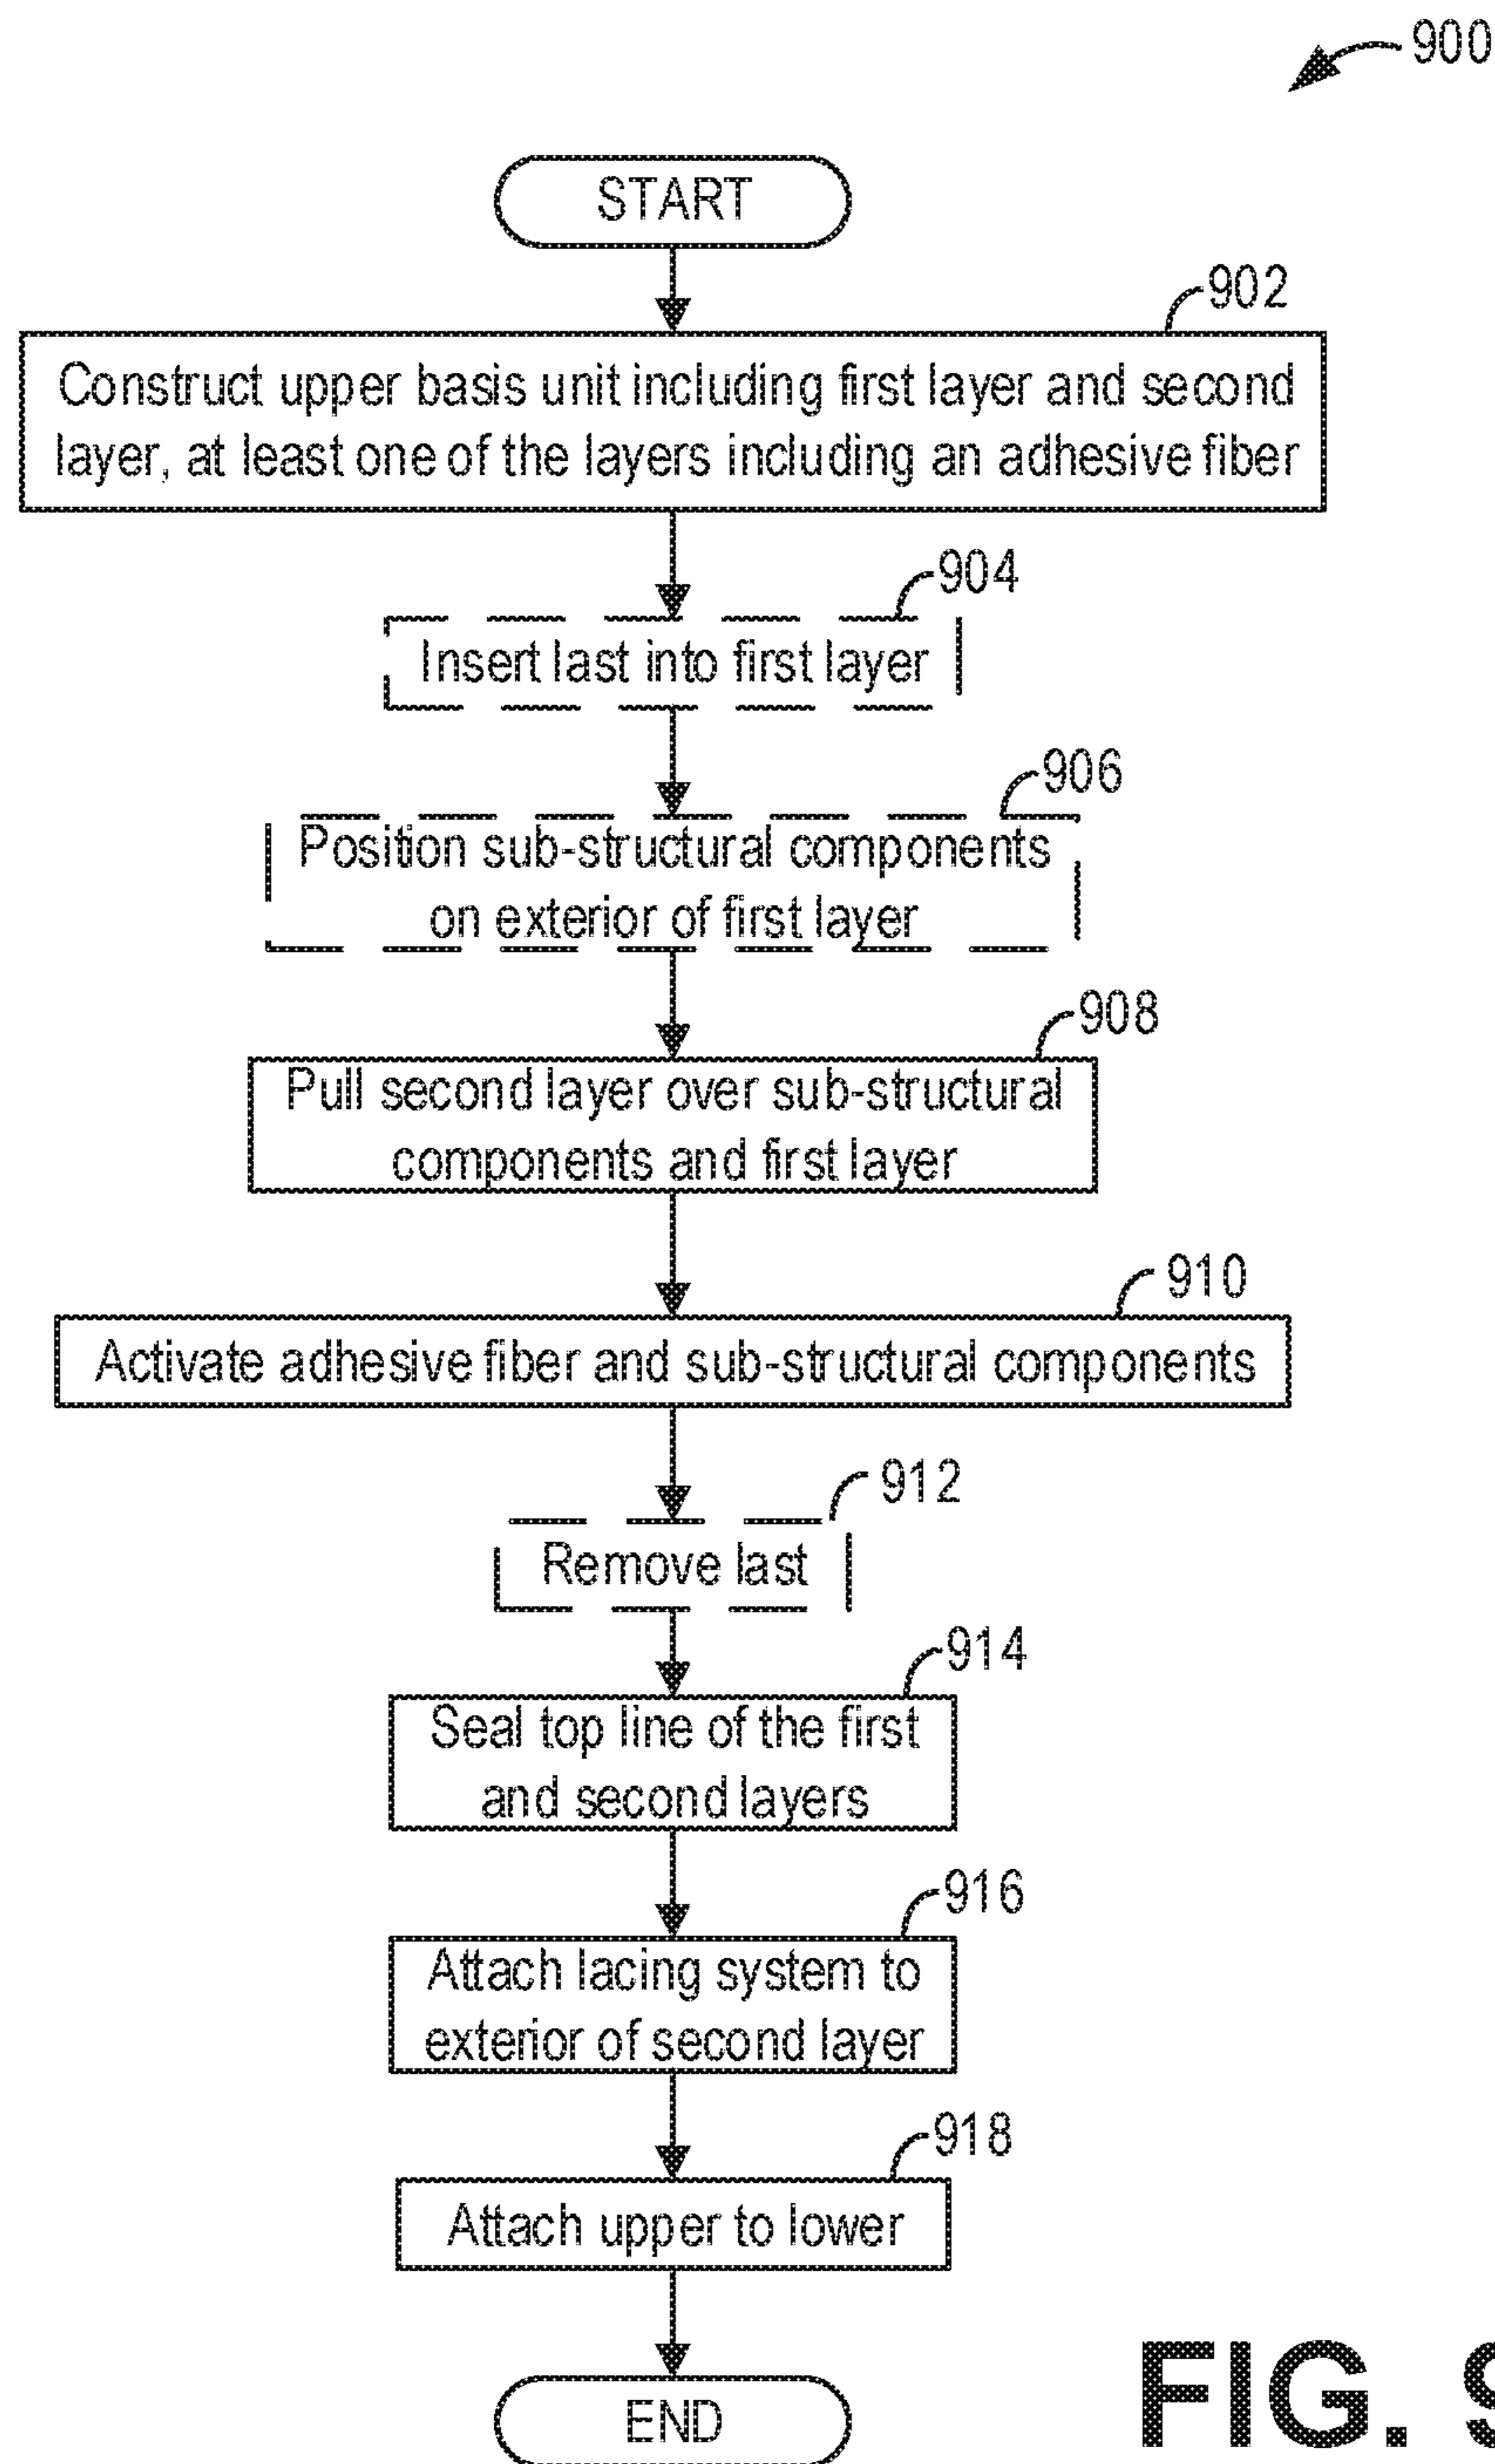 900
START
902
Construct upper basis unit including first layer and second
layer, at least one of the layers including an adhesive fiber
904
Insert last into first layer
906
Position sub-structural components
on exterior of first layer
908
Pull second layer over sub-structural
components and first layer
910
Activate adhesive fiber and sub-structural components
912
Remove last
914
Seal top line of the first
and second layers
916
Attach lacing system to
exterior of second layer
918
Attach upper to lower
END
FIG. 9